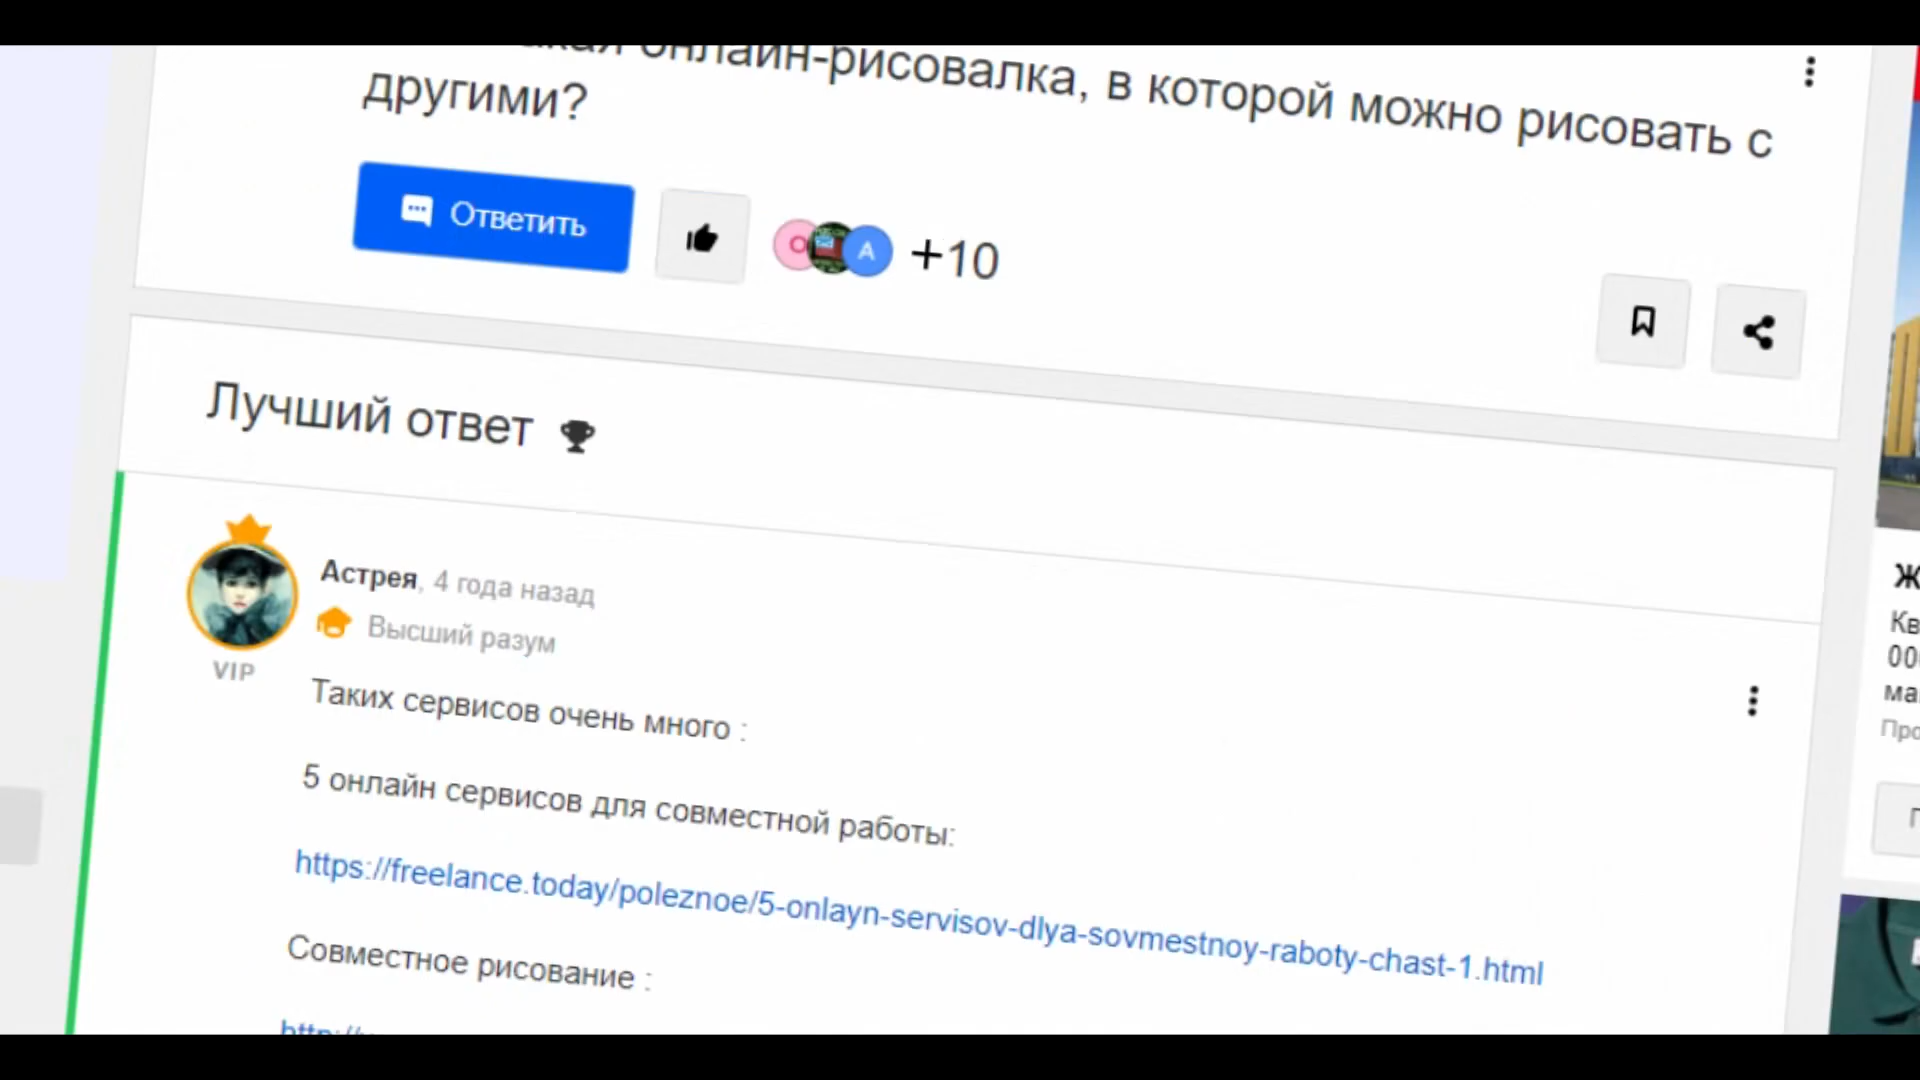 онлайн-рисовалка, в которой можно рисовать с
другими?
Ответить
О
А
+10
Лучший ответ
Астрея, 4 года назад
Высший разум
VIP
Таких сервисов очень много :
5 онлайн сервисов для совместной работы:
https://freelance.today/poleznoe/5-onlayn-servisov-dlya-sovmestnoy-raboty-chast-1.html
Совместное рисование :